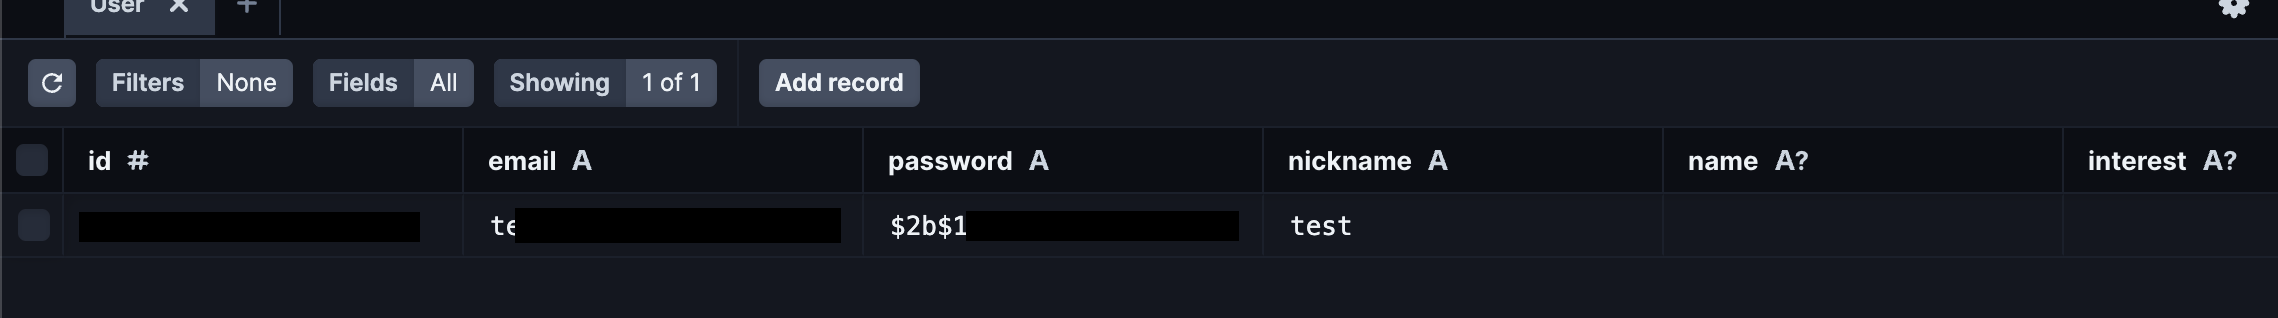 User × +
Filters None Fields All Showing 1 of 1 Add record
id # email A password A nickname A name A? interest A?
te $2b$1 test